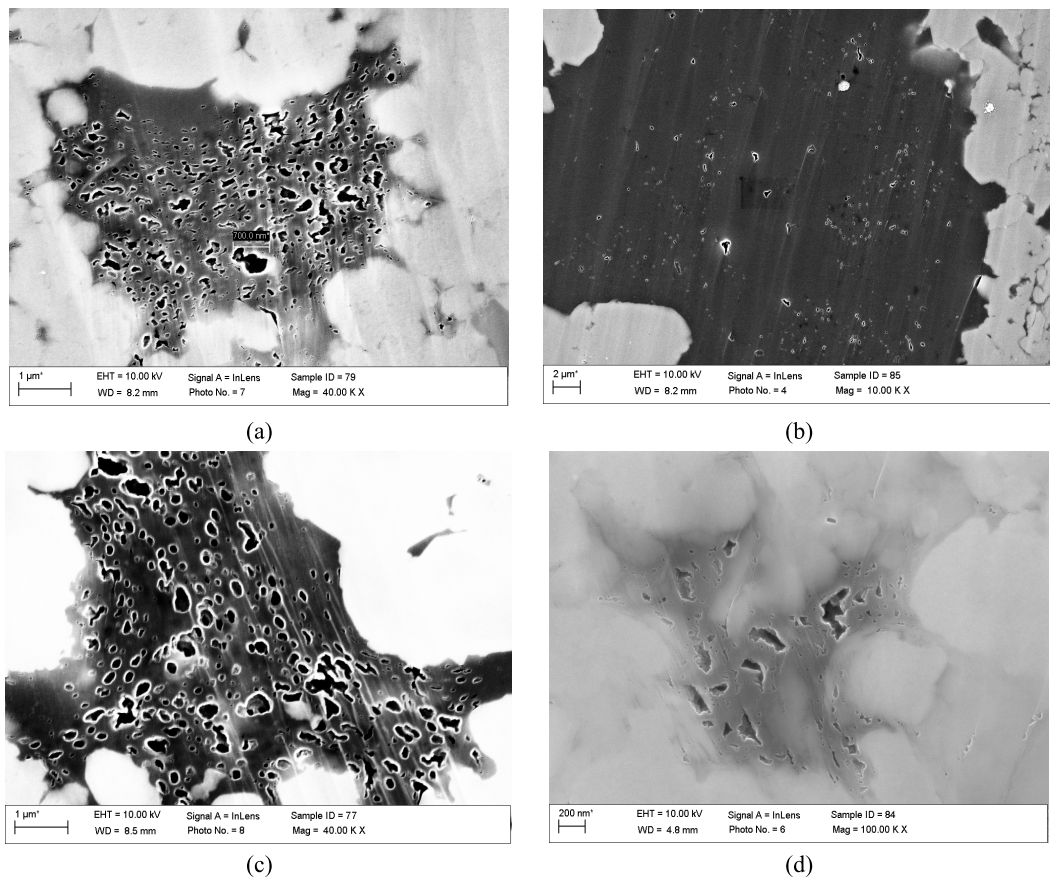 700.0 nm*
1 µm*
EHT = 10.00 kV
Signal A = InLens
Sample ID = 79
WD = 8.2 mm
Photo No. = 7
Mag = 40.00 K X
(a)
2 µm*
EHT = 10.00 kV
Signal A = InLens
Sample ID = 85
WD = 8.2 mm
Photo No. = 4
Mag = 10.00 K X
(b)
1 µm*
EHT = 10.00 kV
Signal A = InLens
Sample ID = 77
WD = 8.5 mm
Photo No. = 8
Mag = 40.00 K X
(c)
200 nm*
EHT = 10.00 kV
Signal A = InLens
Sample ID = 84
WD = 4.8 mm
Photo No. = 6
Mag = 100.00 K X
(d)